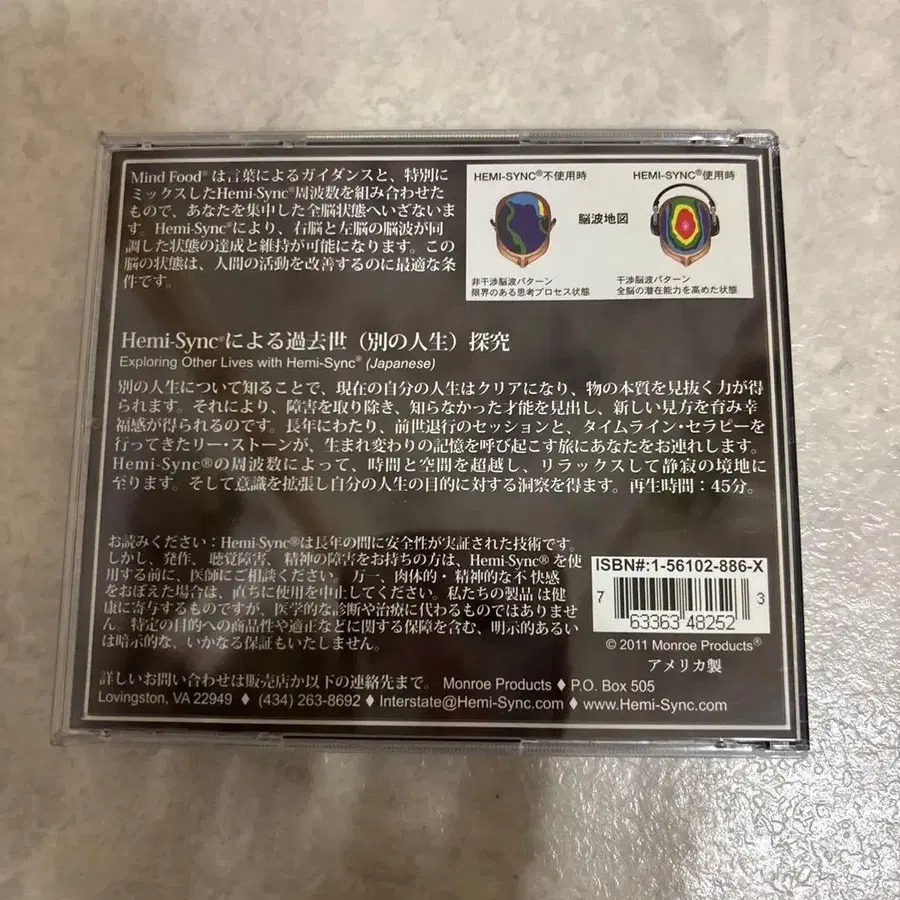 Mind Food® は言葉によるガイダンスと、特別に
ミックスしたHemi-Sync®周波数を組み合わせた
もので、あなたを集中した全脳状態へいざないま
す。Hemi-Sync®により、右脳と左脳の脳波が同
調した状態の達成と維持が可能になります。この
脳の状態は、人間の活動を改善するのに最適な条
件です。
HEMI-SYNC®不使用時
HEMI-SYNC®使用時
脳波地図
非干渉脳波パターン
限界のある思考プロセス状態
干渉脳波パターン
全脳の潜在能力を高めた状態
Hemi-Sync®による過去世（別の人生）探究
Exploring Other Lives with Hemi-Sync® (Japanese)
別の人生について知ることで、現在の自分の人生はクリアになり、物の本質を見抜く力が得
られます。それにより、障害を取り除き、知らなかった才能を見出し、新しい見方を育み幸
福感が得られるのです。長年にわたり、前世退行のセッションと、タイムライン・セラピーを
行ってきたリー・ストーンが、生まれ変わりの記憶を呼び起こす旅にあなたをお連れします。
Hemi-Sync®の周波数によって、時間と空間を超越し、リラックスして静寂の境地に
至ります。そして意識を拡張し自分の人生の目的に対する洞察を得ます。再生時間：45分。
お読みください：Hemi-Sync®は長年の間に安全性が実証された技術です。
しかし、発作、聴覚障害、精神の障害をお持ちの方は、Hemi-Sync® を使
用する前に、医師にご相談ください。万一、肉体的・精神的な不快感
をおぼえた場合は、直ちに使用を中止してください。私たちの製品は健
康に寄与するものですが、医学的な診断や治療に代わるものではありませ
ん。特定の目的への商品性や適正などに関する保障を含む、明示的あるい
は暗示的な、いかなる保証もいたしません。
ISBN#:1-56102-886-X
7 63363 48252 3
© 2011 Monroe Products®
アメリカ製
詳しいお問い合わせは販売店か以下の連絡先まで。 Monroe Products ♦ P.O. Box 505
Lovingston, VA 22949 ♦ (434) 263-8692 ♦ Interstate@Hemi-Sync.com ♦ www.Hemi-Sync.com